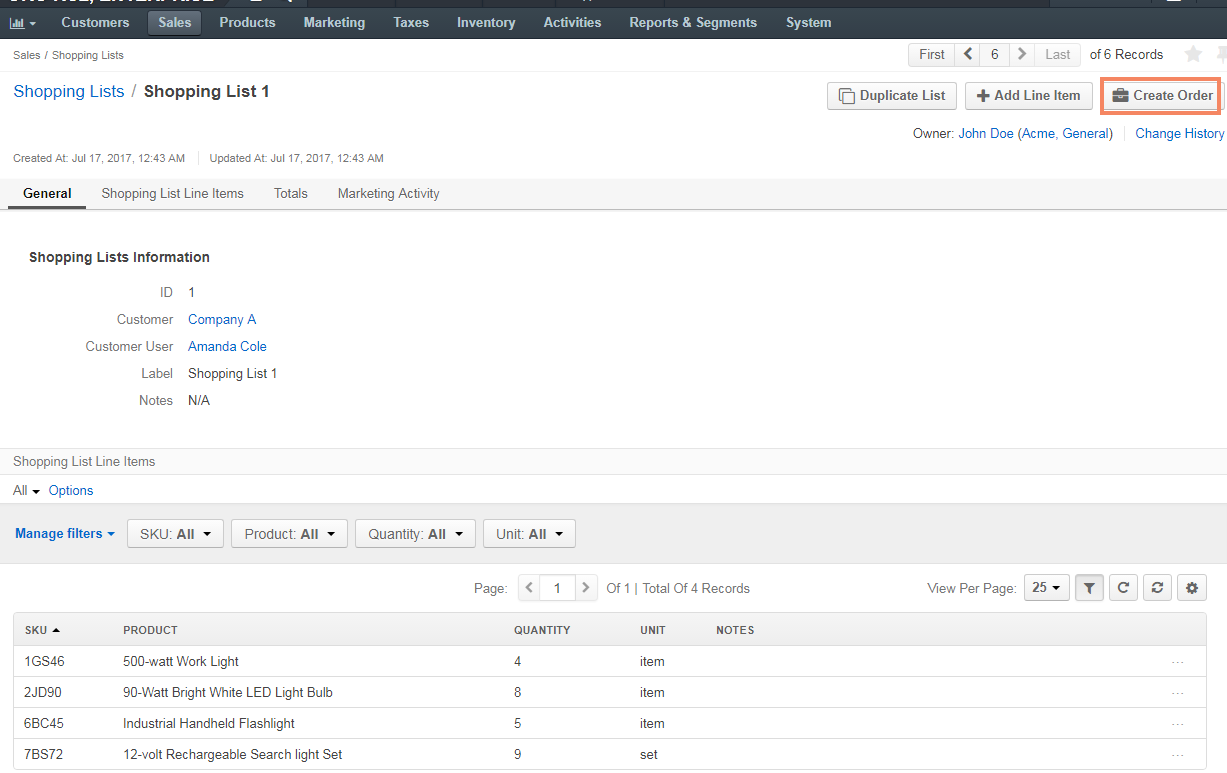 Customers Sales Products Marketing Taxes Inventory Activities Reports & Segments System
Sales / Shopping Lists First 6 Last of 6 Records
Shopping Lists / Shopping List 1 Duplicate List Add Line Item Create Order
Owner: John Doe (Acme, General) Change History
Created At: Jul 17, 2017, 12:43 AM Updated At: Jul 17, 2017, 12:43 AM
General Shopping List Line Items Totals Marketing Activity
Shopping Lists Information
ID 1
Customer Company A
Customer User Amanda Cole
Label Shopping List 1
Notes N/A
Shopping List Line Items
All Options
Manage filters SKU: All Product: All Quantity: All Unit: All
Page: 1 Of 1 | Total Of 4 Records View Per Page: 25
SKU PRODUCT QUANTITY UNIT NOTES
1GS46 500-watt Work Light 4 item ...
2JD90 90-Watt Bright White LED Light Bulb 8 item ...
6BC45 Industrial Handheld Flashlight 5 item ...
7BS72 12-volt Rechargeable Search light Set 9 set ...